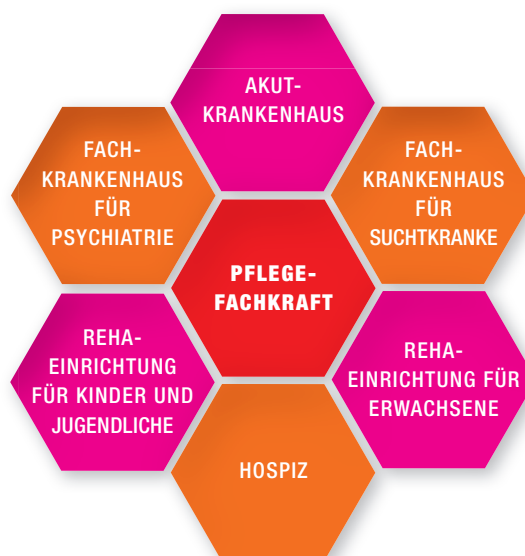 AKUT-
KRANKENHAUS
FACH-
KRANKENHAUS
FÜR
PSYCHIATRIE
FACH-
KRANKENHAUS
FÜR
SUCHTKRANKE
PFLEGE-
FACHKRAFT
REHA-
EINRICHTUNG
FÜR KINDER UND
JUGENDLICHE
REHA-
EINRICHTUNG FÜR
ERWACHSENE
HOSPIZ